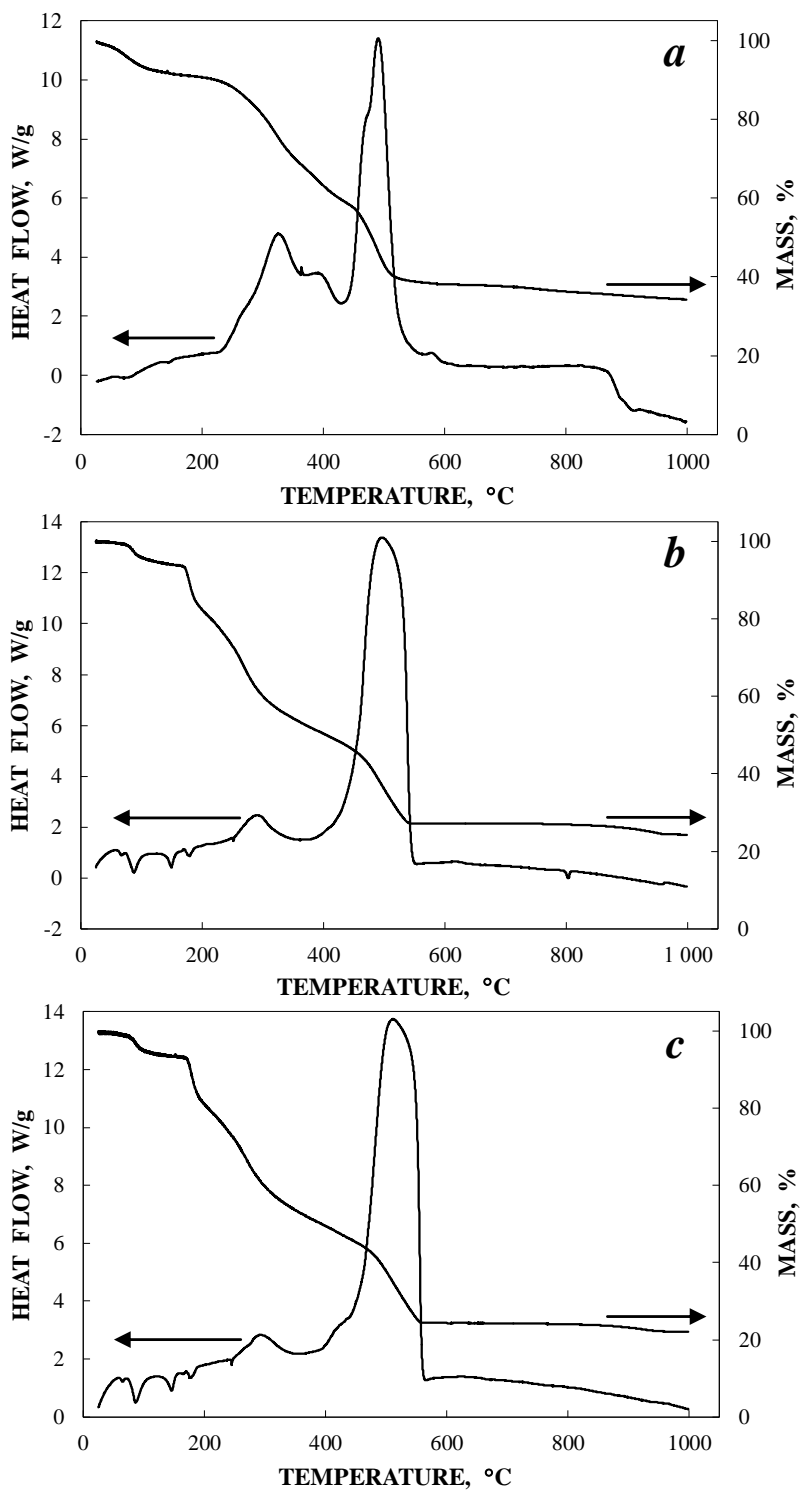 a
HEAT FLOW, W/g
12
10
8
6
4
2
0
-2
MASS, %
100
80
60
40
20
0
0 200 400 600 800 1000
TEMPERATURE, °C
b
HEAT FLOW, W/g
14
12
10
8
6
4
2
0
-2
MASS, %
100
80
60
40
20
0
0 200 400 600 800 1 000
TEMPERATURE, °C
c
HEAT FLOW, W/g
14
12
10
8
6
4
2
0
MASS, %
100
80
60
40
20
0
0 200 400 600 800 1000
TEMPERATURE, °C